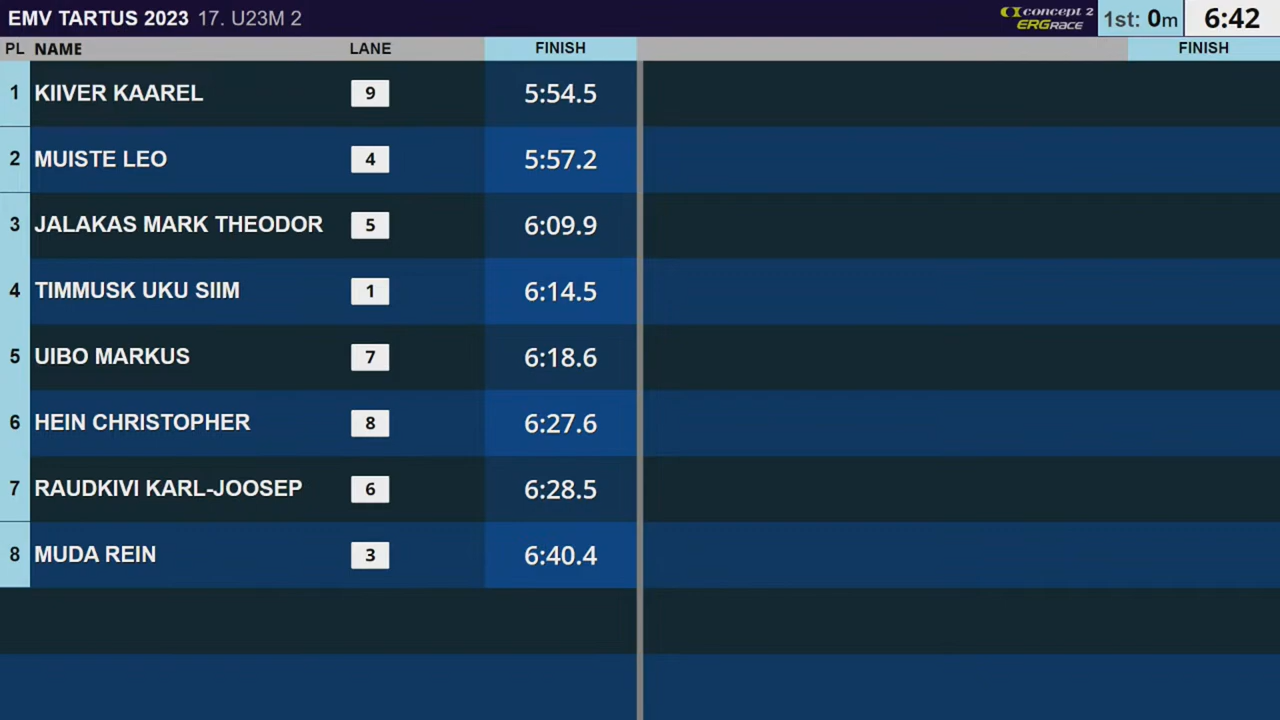 EMV TARTUS 2023 17. U23M 2 concept 2 ERGRACE 1st: 0m 6:42
PL NAME LANE FINISH FINISH
1 KIIVER KAAREL 9 5:54.5
2 MUISTE LEO 4 5:57.2
3 JALAKAS MARK THEODOR 5 6:09.9
4 TIMMUSK UKU SIIM 1 6:14.5
5 UIBO MARKUS 7 6:18.6
6 HEIN CHRISTOPHER 8 6:27.6
7 RAUDKIVI KARL-JOOSEP 6 6:28.5
8 MUDA REIN 3 6:40.4